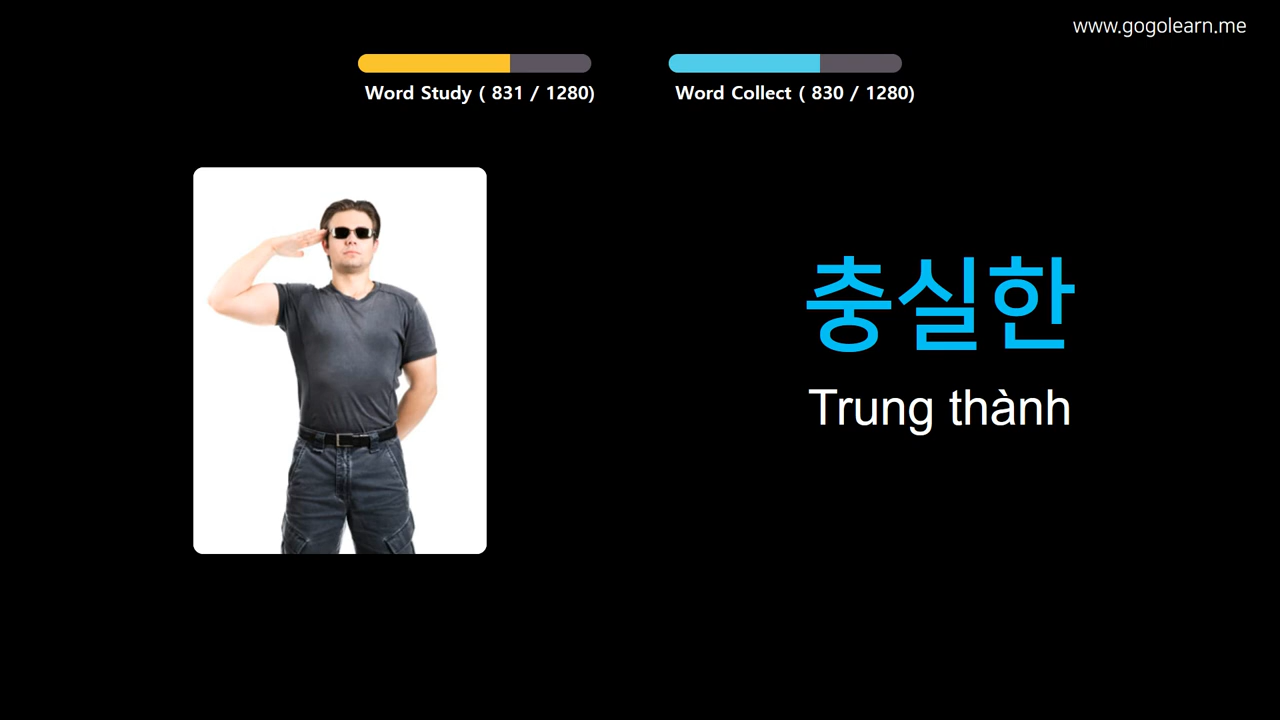 www.gogolearn.me
Word Study ( 831 / 1280)
Word Collect ( 830 / 1280)
충실한
Trung thành